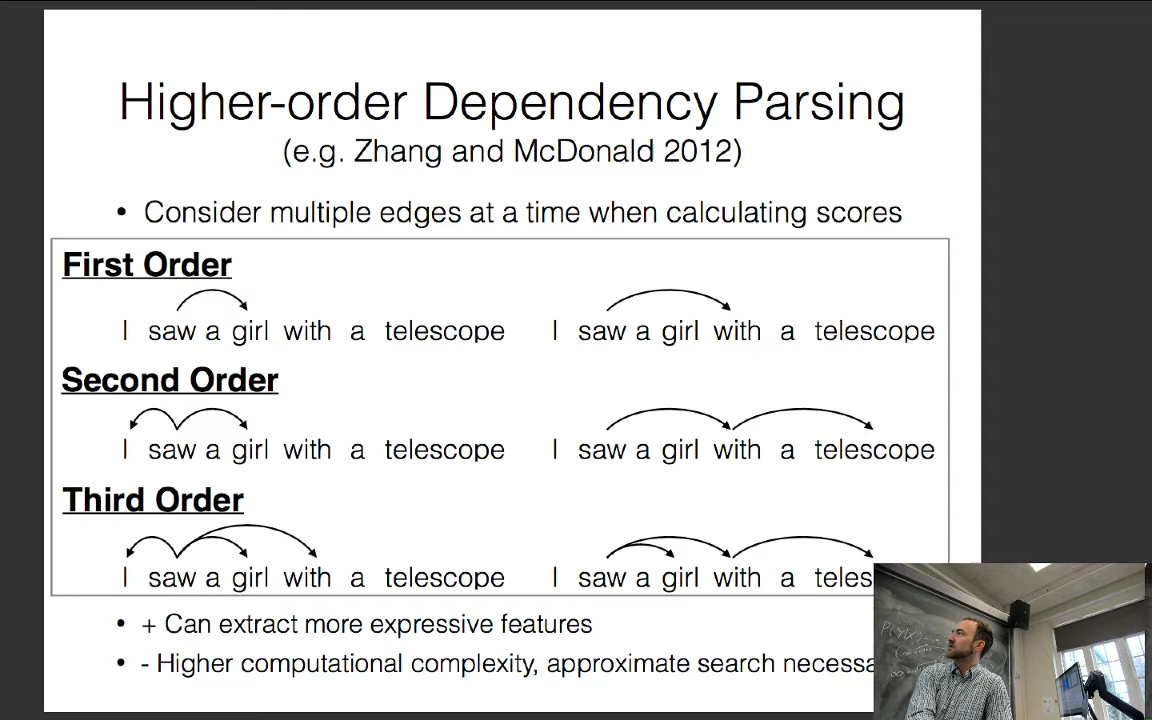 Higher-order Dependency Parsing
(e.g. Zhang and McDonald 2012)
• Consider multiple edges at a time when calculating scores
First Order
I saw a girl with a telescope I saw a girl with a telescope
Second Order
I saw a girl with a telescope I saw a girl with a telescope
Third Order
I saw a girl with a telescope I saw a girl with a teles
• + Can extract more expressive features
• - Higher computational complexity, approximate search necessa
P(Y|X)=